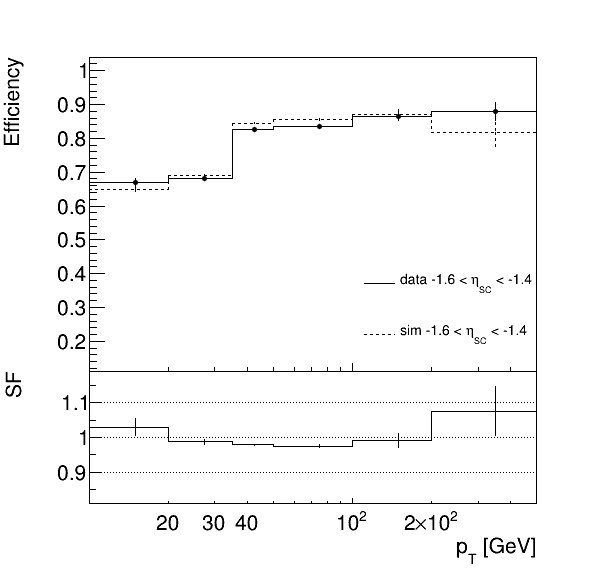 Efficiency
1
0.9
0.8
0.7
0.6
0.5
0.4
0.3
0.2
data -1.6 < η_SC < -1.4
sim -1.6 < η_SC < -1.4
SF
1.1
1
0.9
20 30 40 10² 2×10²
p_T [GeV]